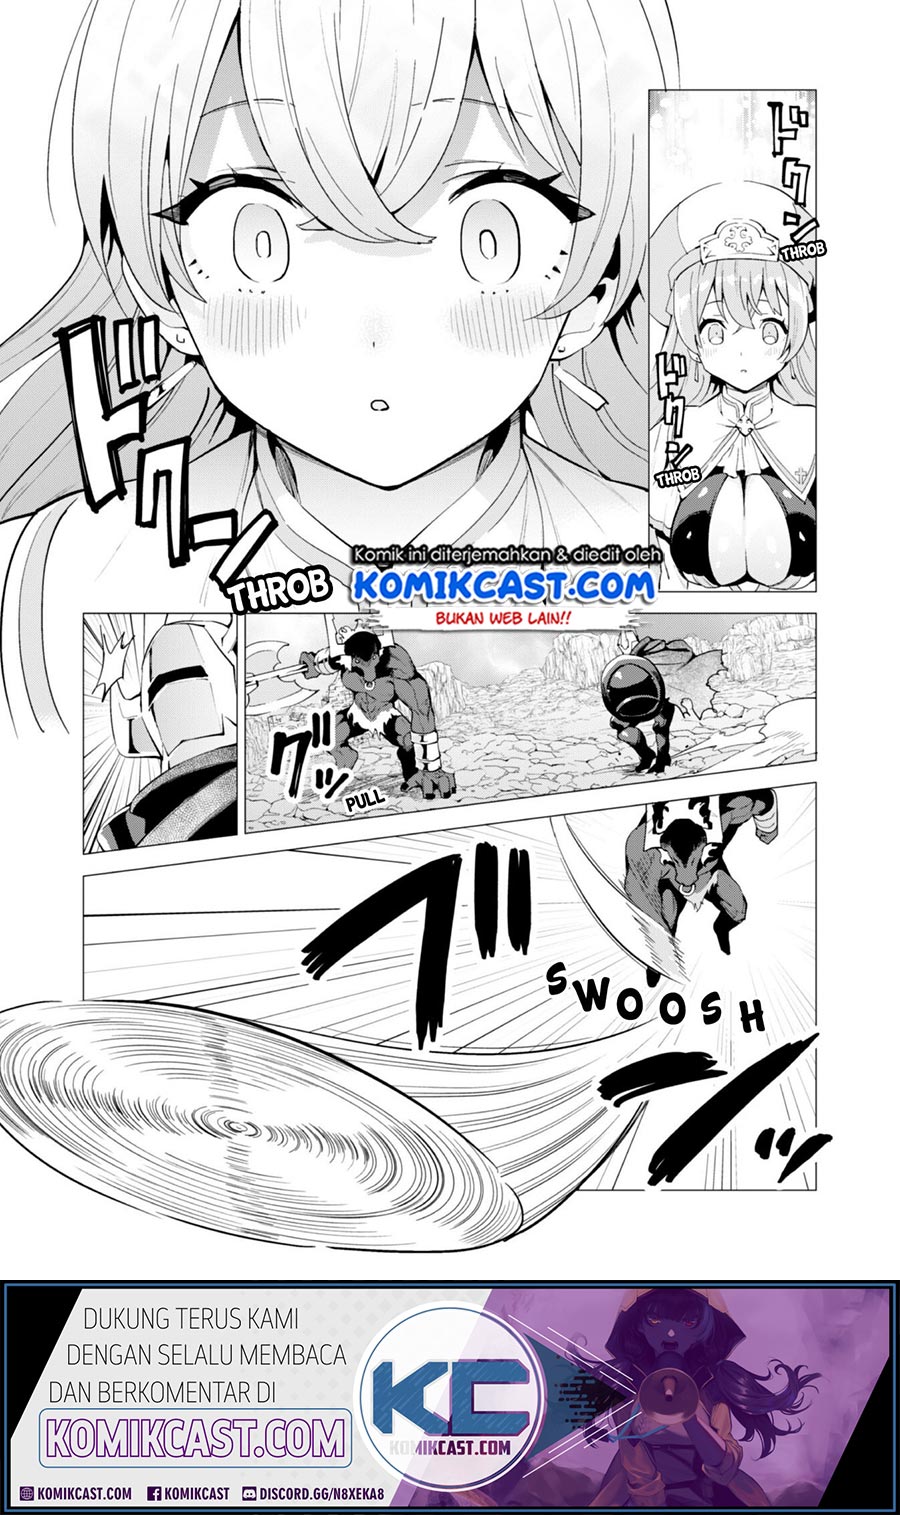 ドクン
THROB
ドクン
THROB
ドクーン
THROB
Komik ini diterjemahkan & diedit oleh
KOMIKCAST.COM
BUKAN WEB LAIN!!
グッ
PULL
ブンッ
SWOOSH
DUKUNG TERUS KAMI
DENGAN SELALU MEMBACA
DAN BERKOMENTAR DI
KOMIKCAST.COM
KC
KOMIKCAST.COM
KOMIKCAST.COM KOMIKCAST DISCORD.GG/N8XEKA8